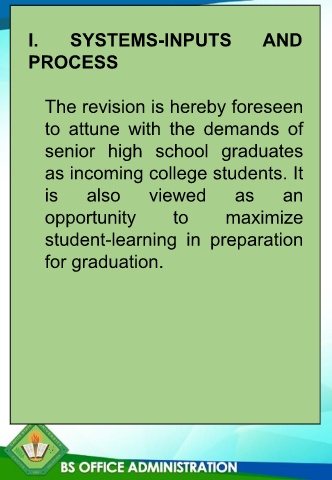 I. SYSTEMS-INPUTS AND
PROCESS
The revision is hereby foreseen
to attune with the demands of
senior high school graduates
as incoming college students. It
is also viewed as an
opportunity to maximize
student-learning in preparation
for graduation.
BS OFFICE ADMINISTRATION